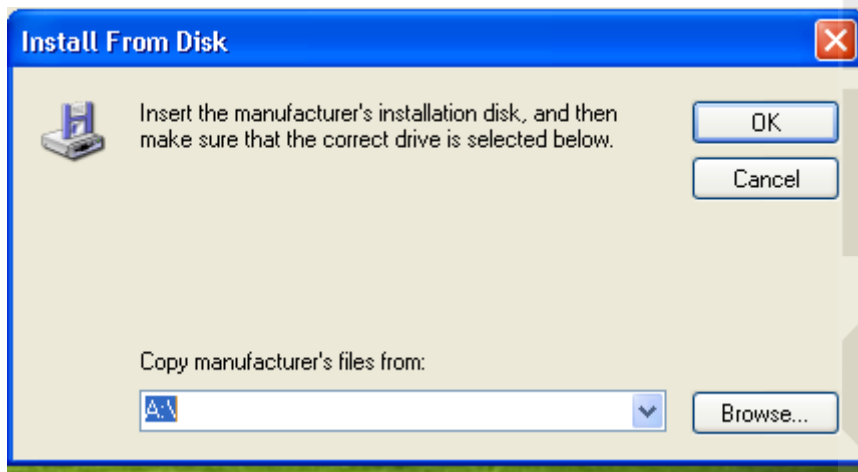 Install From Disk
Insert the manufacturer's installation disk, and then
make sure that the correct drive is selected below.
OK
Cancel
Copy manufacturer's files from:
A:\
Browse...